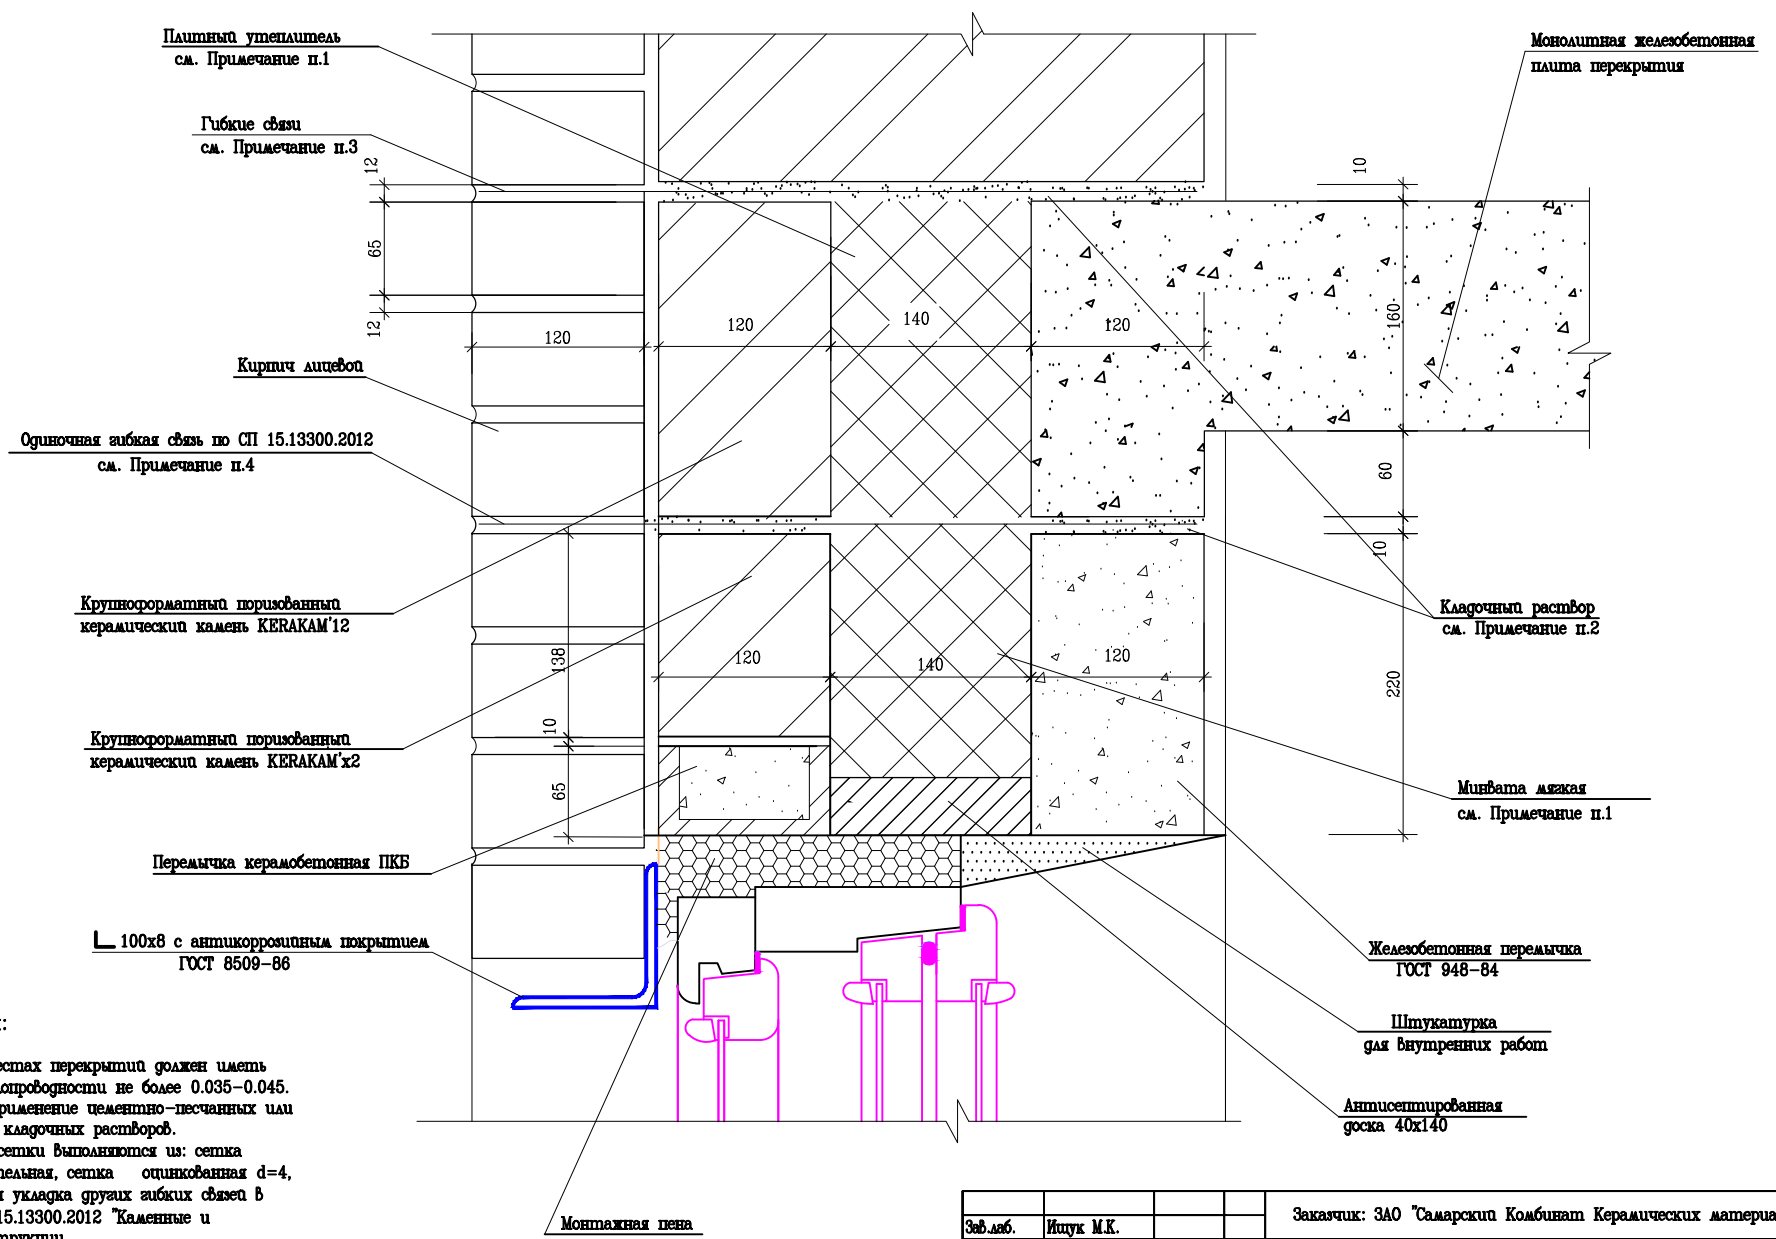 Плитный утеплитель
см. Примечание п.1
Монолитная железобетонная
плита перекрытия
Гибкие связи
см. Примечание п.3
12
65
12
10
160
60
10
220
120
120
140
120
Кирпич лицевой
Одиночная гибкая связь по СП 15.13300.2012
см. Примечание п.4
Крупноформатный поризованный
керамический камень KERAKAM'12
Кладочный раствор
см. Примечание п.2
138
10
65
120
140
120
Крупноформатный поризованный
керамический камень KERAKAM'x2
Минвата мягкая
см. Примечание п.1
Перемычка керамобетонная ПКБ
100x8 с антикоррозийным покрытием
ГОСТ 8509-86
Железобетонная перемычка
ГОСТ 948-84
Штукатурка
для внутренних работ
Антисептированная
доска 40x140
Монтажная пена
естах перекрытий должен иметь
лопроводности не более 0.035-0.045.
рименение цементно-песчанных или
кладочных растворов.
сетки выполняются из: сетка
тельная, сетка оцинкованная d=4,
я укладка других гибких связей в
15.13300.2012 "Каменные и
трукции
Зав.лаб. Ищук М.К.
Заказчик: ЗАО "Самарский Комбинат Керамических материа